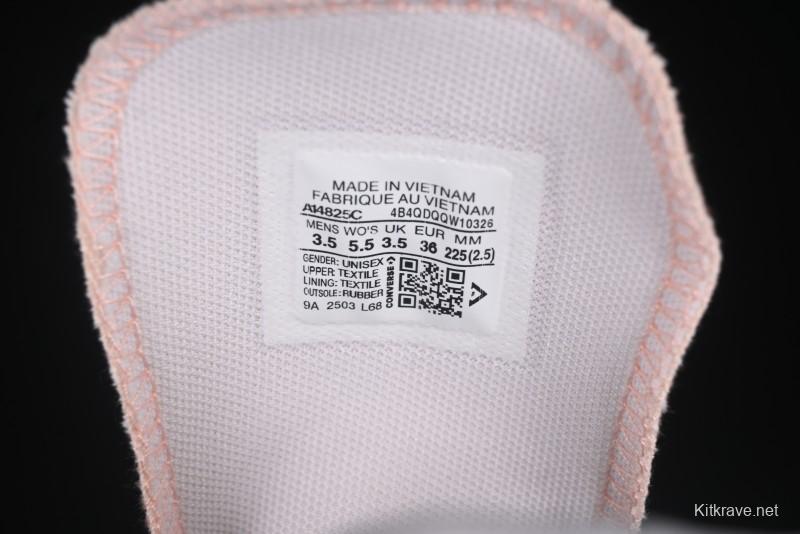 MADE IN VIETNAM
FABRIQUE AU VIETNAM
A14825C 4B4QDQQW10326
MENS WO'S UK EUR MM
3.5 5.5 3.5 36 225(2.5)
GENDER: UNISEX
UPPER: TEXTILE
LINING: TEXTILE
OUTSOLE: RUBBER
9A 2503 L68
CONVERSE
Kitkrave.net